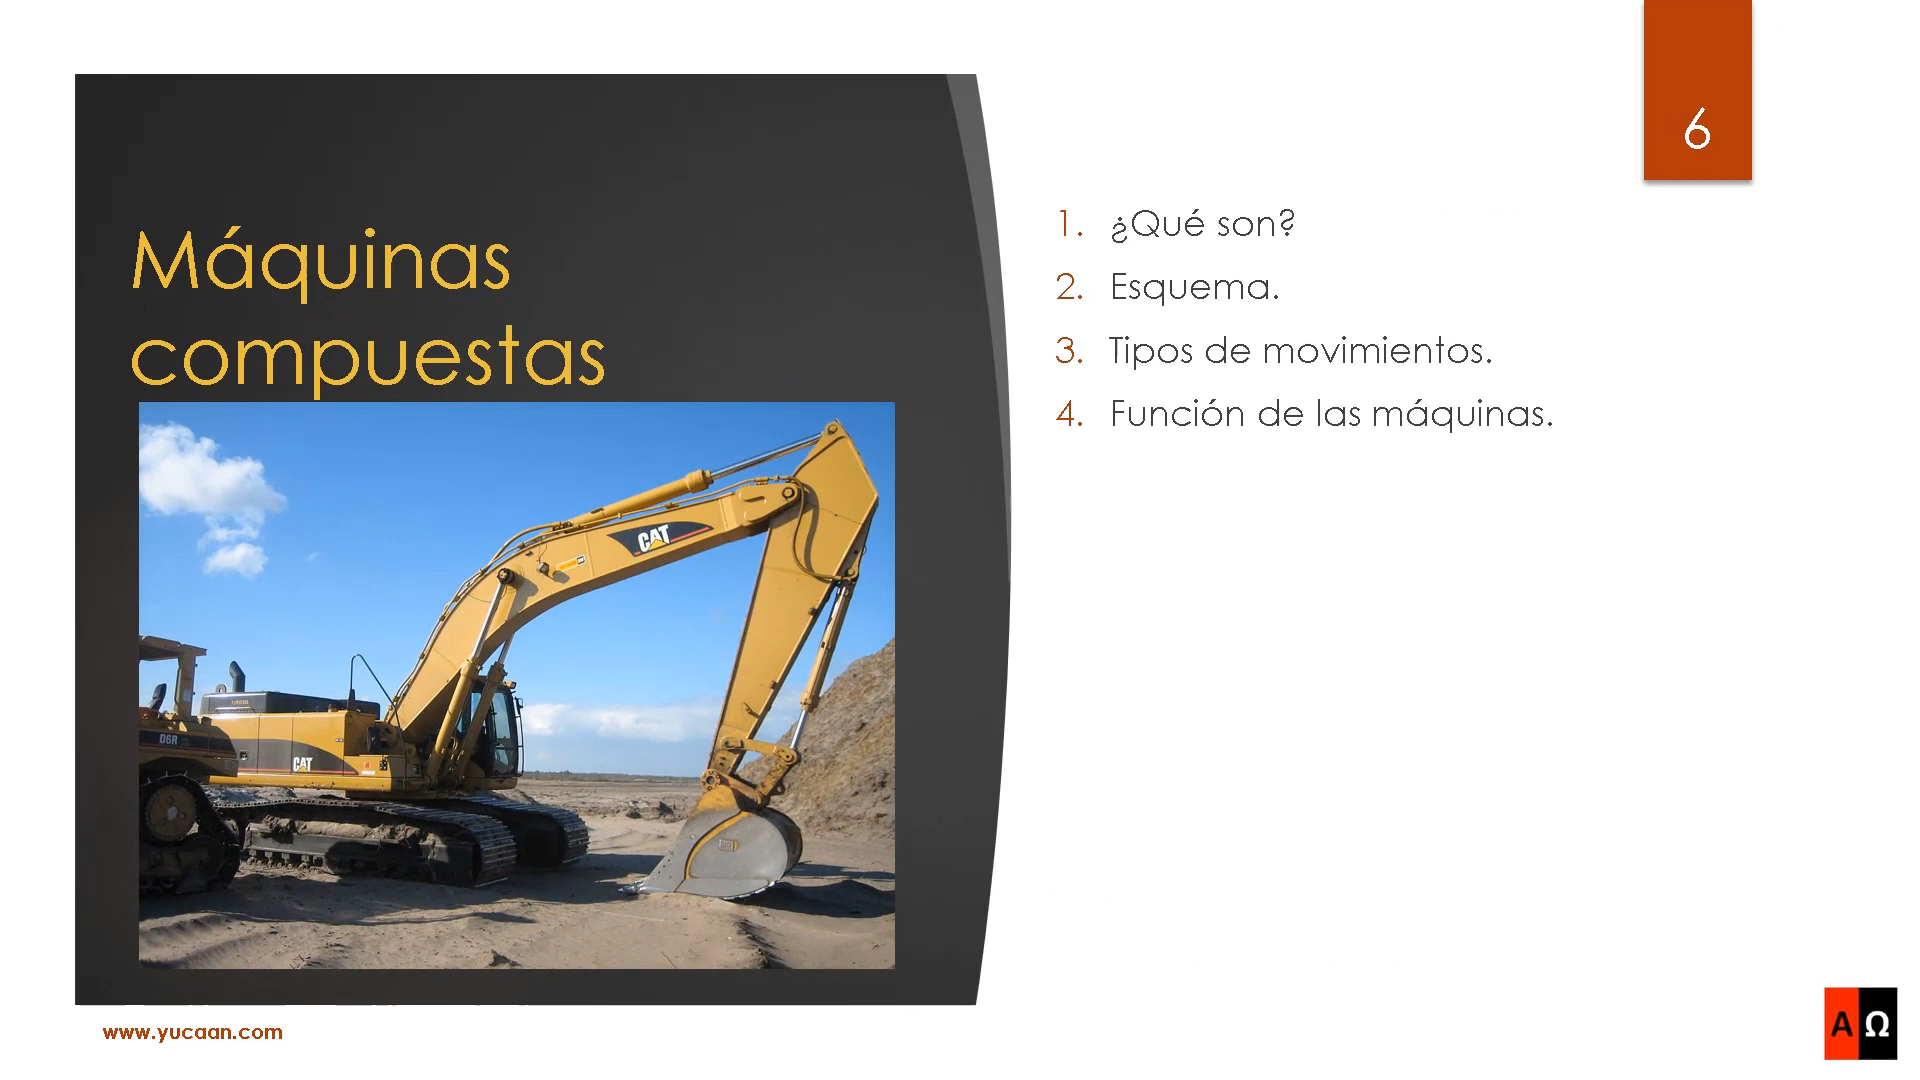 6
Máquinas
compuestas
1. ¿Qué son?
2. Esquema.
3. Tipos de movimientos.
4. Función de las máquinas.
CAT
D6R
CAT
www.yucaan.com
A Ω